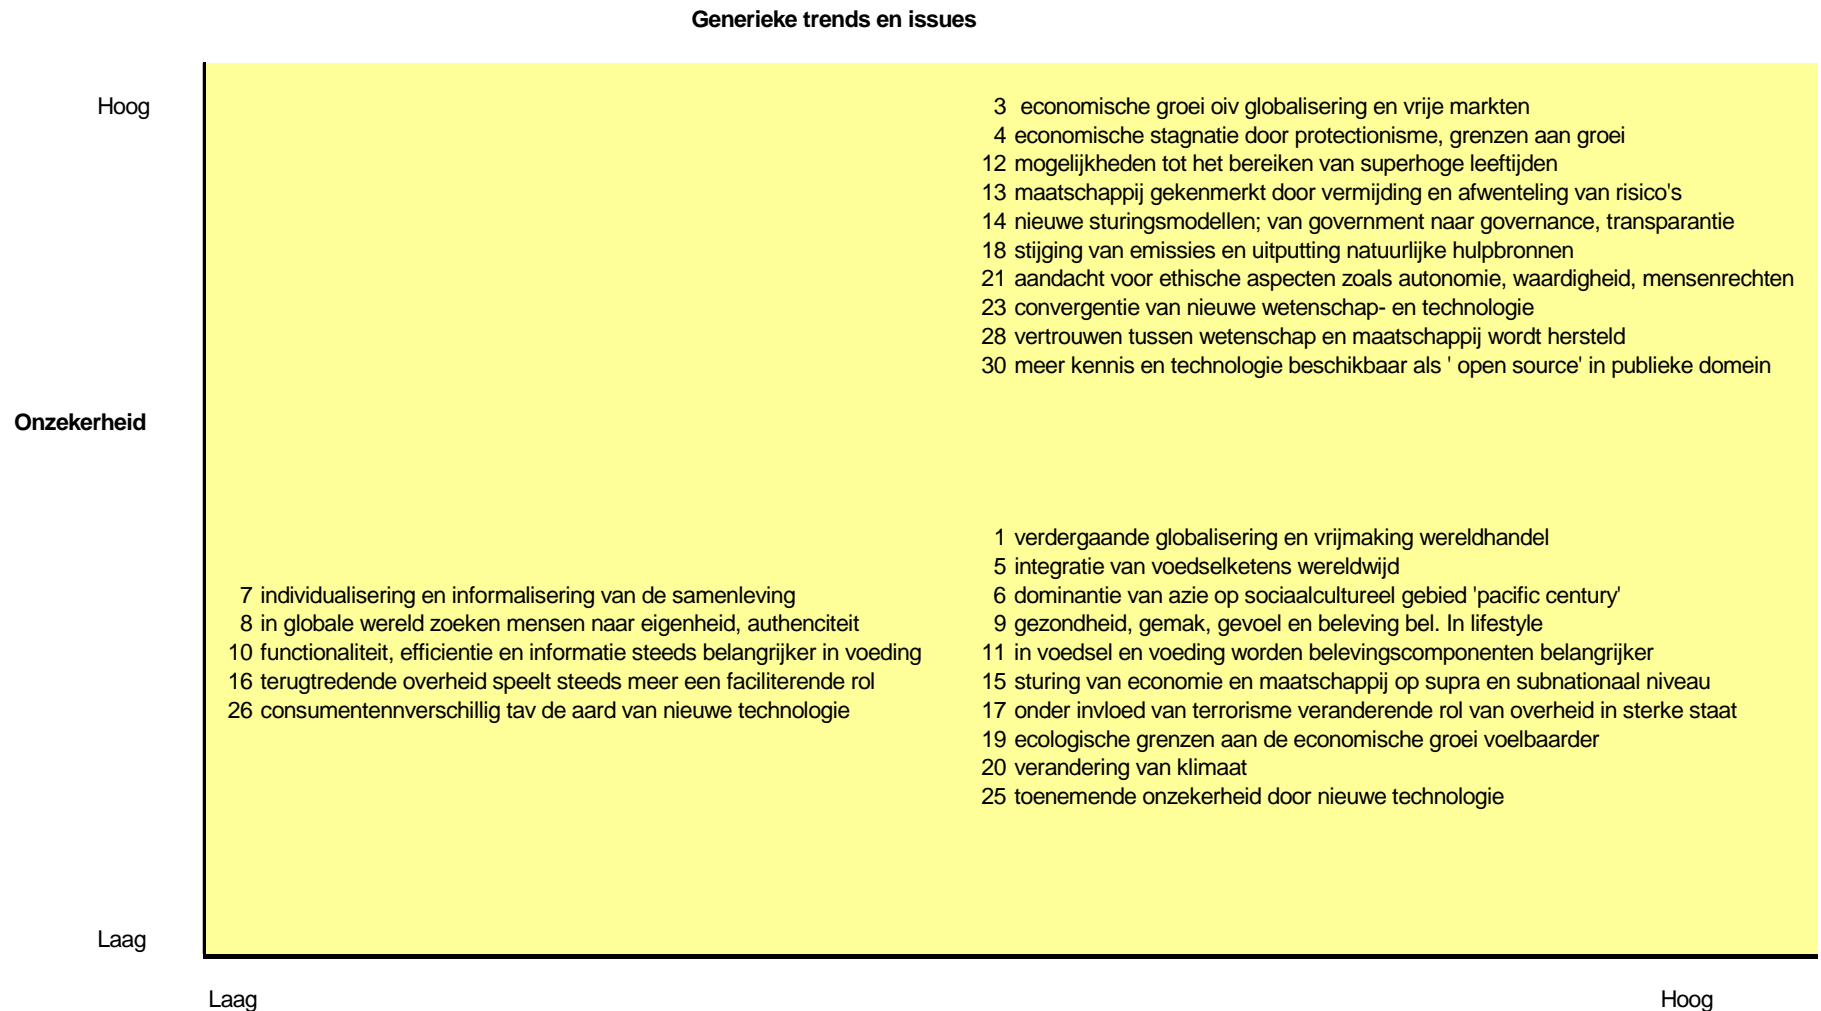 Generieke trends en issues
Hoog
3 economische groei oiv globalisering en vrije markten
4 economische stagnatie door protectionisme, grenzen aan groei
12 mogelijkheden tot het bereiken van superhoge leeftijden
13 maatschappij gekenmerkt door vermijding en afwenteling van risico's
14 nieuwe sturingsmodellen; van government naar governance, transparantie
18 stijging van emissies en uitputting natuurlijke hulpbronnen
21 aandacht voor ethische aspecten zoals autonomie, waardigheid, mensenrechten
23 convergentie van nieuwe wetenschap- en technologie
28 vertrouwen tussen wetenschap en maatschappij wordt hersteld
30 meer kennis en technologie beschikbaar als ' open source' in publieke domein
Onzekerheid
7 individualisering en informalisering van de samenleving
8 in globale wereld zoeken mensen naar eigenheid, authenciteit
10 functionaliteit, efficientie en informatie steeds belangrijker in voeding
16 terugtredende overheid speelt steeds meer een faciliterende rol
26 consumentennverschillig tav de aard van nieuwe technologie
1 verdergaande globalisering en vrijmaking wereldhandel
5 integratie van voedselketens wereldwijd
6 dominantie van azie op sociaalcultureel gebied 'pacific century'
9 gezondheid, gemak, gevoel en beleving bel. In lifestyle
11 in voedsel en voeding worden belevingscomponenten belangrijker
15 sturing van economie en maatschappij op supra en subnationaal niveau
17 onder invloed van terrorisme veranderende rol van overheid in sterke staat
19 ecologische grenzen aan de economische groei voelbaarder
20 verandering van klimaat
25 toenemende onzekerheid door nieuwe technologie
Laag
Laag
Hoog